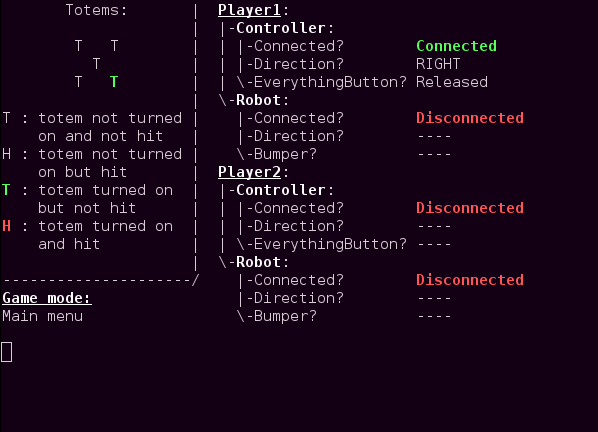 Totems:       |  Player1:
                     |  |-Controller:
        T   T        |  | |-Connected?        Connected
          T          |  | |-Direction?        RIGHT
        T   T        |  | \-EverythingButton? Released
                     |  \-Robot:
T : totem not turned |    |-Connected?        Disconnected
    on and not hit   |    |-Direction?        ----
H : totem not turned |    \-Bumper?           ----
    on but hit       |  Player2:
T : totem turned on  |  |-Controller:
    but not hit      |  | |-Connected?        Disconnected
H : totem turned on  |  | |-Direction?        ----
    and hit          |  | \-EverythingButton? ----
                     |  \-Robot:
---------------------/    |-Connected?        Disconnected
Game mode:                |-Direction?        ----
Main menu                 \-Bumper?           ----